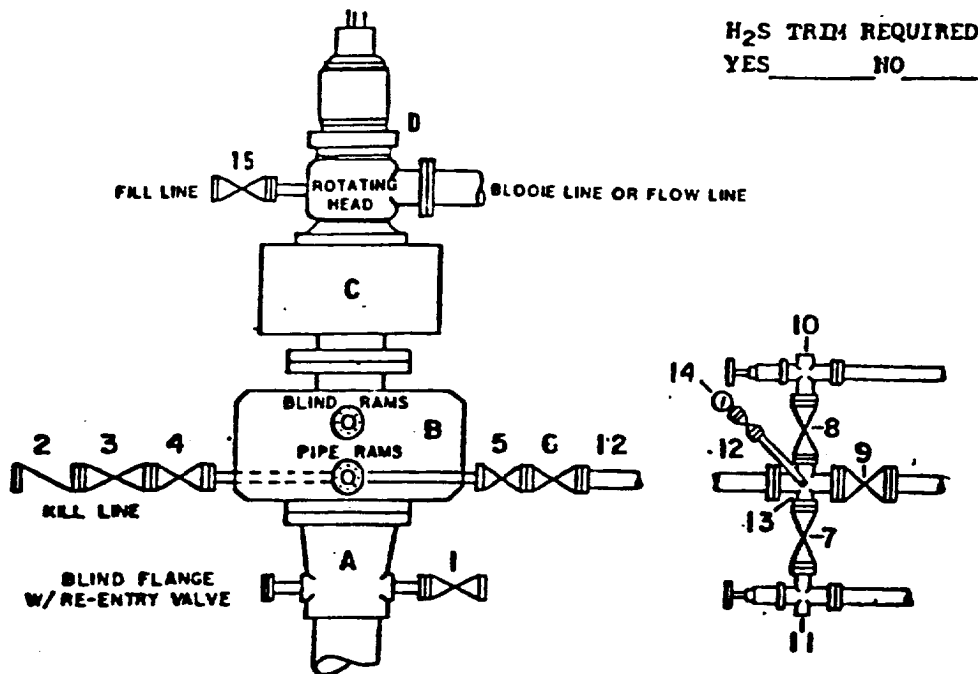 H₂S TRIM REQUIRED
YES______ NO______
D
15
FILL LINE
ROTATING
HEAD
BLOOIE LINE OR FLOW LINE
C
10
14
BLIND RAMS
B
8
2 3 4
PIPE RAMS
5 6 12
12
9
KILL LINE
13
7
A
1
BLIND FLANGE
W/ RE-ENTRY VALVE
11